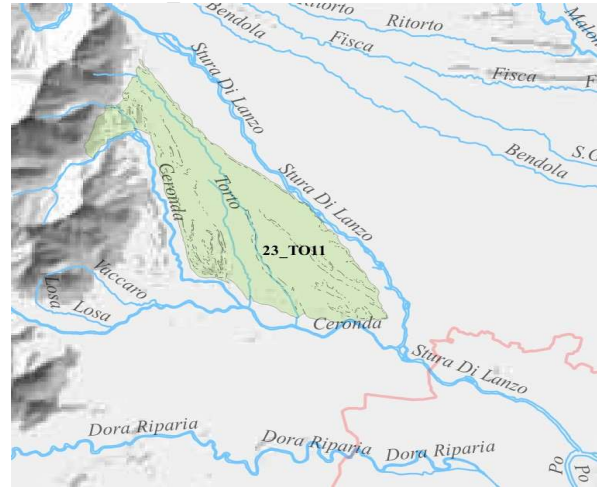 Ritorto
Ritorto
Bendola
Fisca
Fisca
F
Malon
Stura Di Lanzo
S.O
Bendola
Stura Di Lanzo
Ceronda
Torto
23_TO11
Vaccaro
Losa
Losa
Ceronda
Stura Di Lanzo
Dora Riparia
Dora Riparia
Dora Riparia
Po
Po